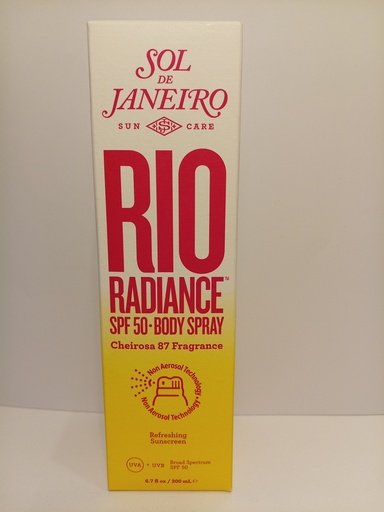 SOL
DE
JANEIRO
SUN CARE
RIO
RADIANCE™
SPF 50 • BODY SPRAY
Cheirosa 87 Fragrance
Non Aerosol Technology •
Non Aerosol Technology •
Refreshing
Sunscreen
UVA + UVB Broad Spectrum
SPF 50
6.7 fl oz / 200 mL ℮